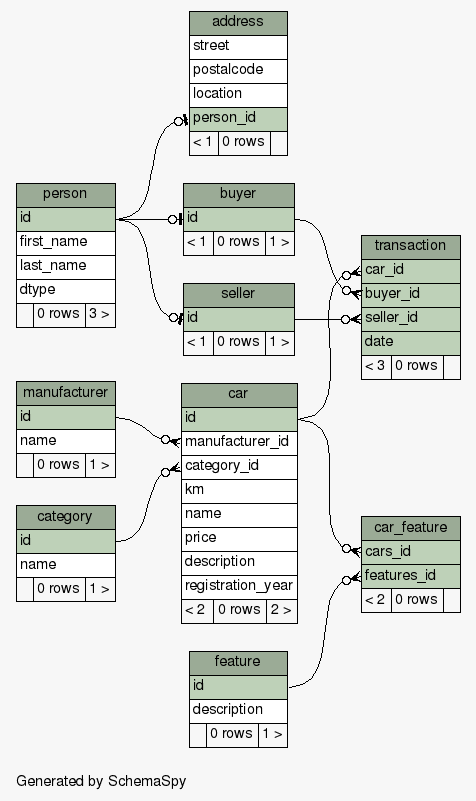 address
street
postalcode
location
person_id
< 1 0 rows
person
id
first_name
last_name
dtype
0 rows 3 >
buyer
id
< 1 0 rows 1 >
seller
id
< 1 0 rows 1 >
transaction
car_id
buyer_id
seller_id
date
< 3 0 rows
manufacturer
id
name
0 rows 1 >
category
id
name
0 rows 1 >
car
id
manufacturer_id
category_id
km
name
price
description
registration_year
< 2 0 rows 2 >
car_feature
cars_id
features_id
< 2 0 rows
feature
id
description
0 rows 1 >
Generated by SchemaSpy